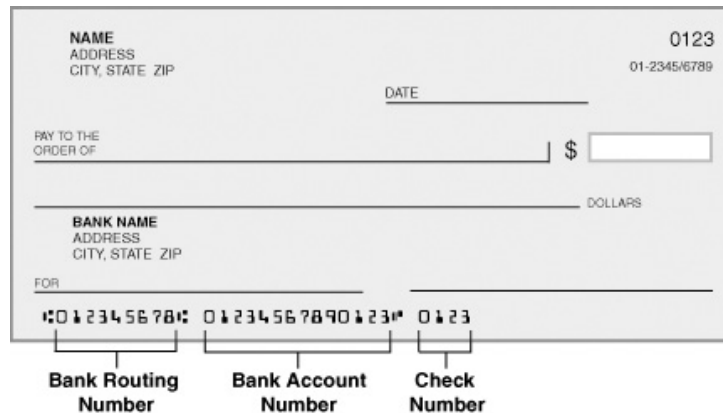 NAME
ADDRESS
CITY, STATE ZIP
0123
01-2345/6789
DATE
PAY TO THE
ORDER OF
$
DOLLARS
BANK NAME
ADDRESS
CITY, STATE ZIP
FOR
⑆012345678⑆ 01234567890123⑈ 0123
Bank Routing Number
Bank Account Number
Check Number